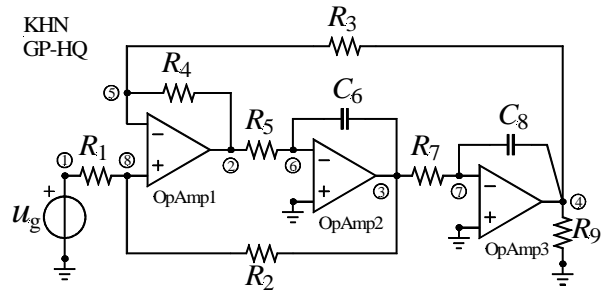 KHN
GP-HQ
R3
5
R4
C6
C8
R1
R5
R7
1
8
2
6
3
7
4
−
+
OpAmp1
−
+
OpAmp2
−
+
OpAmp3
+
ug
R2
R9